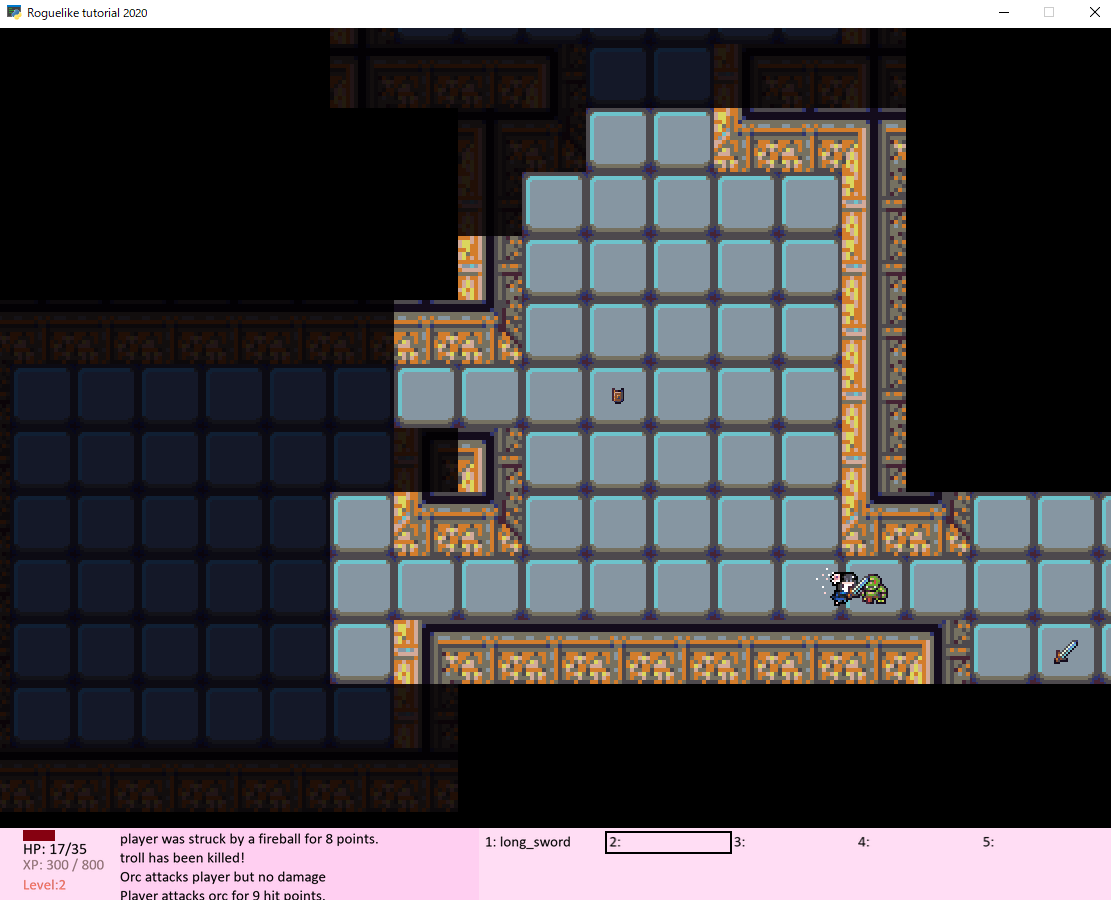 Roguelike tutorial 2020
HP: 17/35
XP: 300 / 800
Level:2
player was struck by a fireball for 8 points.
troll has been killed!
Orc attacks player but no damage
Player attacks orc for 9 hit points.
1: long_sword
2:
3:
4:
5: